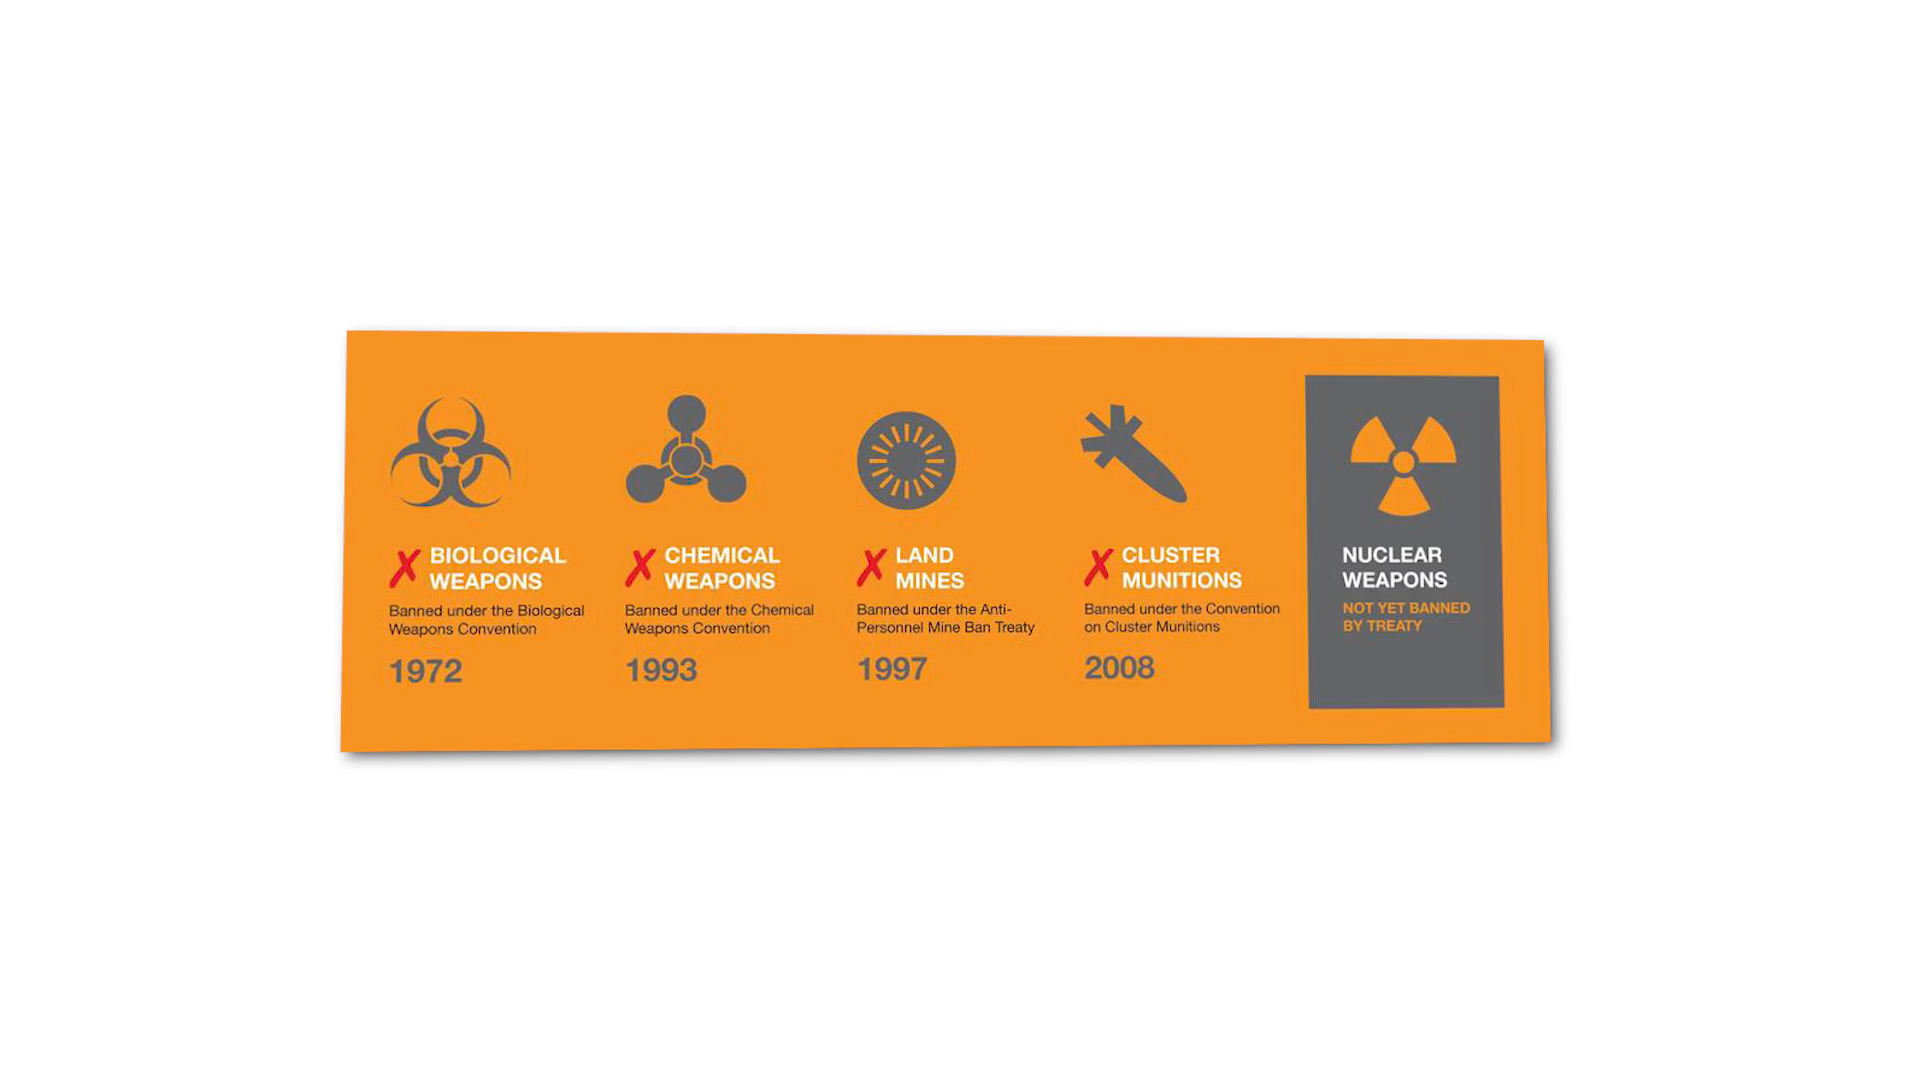 BIOLOGICAL
WEAPONS
Banned under the Biological
Weapons Convention
1972
CHEMICAL
WEAPONS
Banned under the Chemical
Weapons Convention
1993
LAND
MINES
Banned under the Anti-
Personnel Mine Ban Treaty
1997
CLUSTER
MUNITIONS
Banned under the Convention
on Cluster Munitions
2008
NUCLEAR
WEAPONS
NOT YET BANNED
BY TREATY